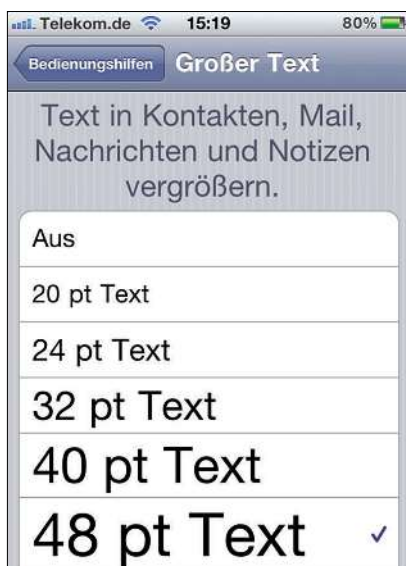 Telekom.de 15:19 80%
Bedienungshilfen Großer Text
Text in Kontakten, Mail,
Nachrichten und Notizen
vergrößern.
Aus
20 pt Text
24 pt Text
32 pt Text
40 pt Text
48 pt Text